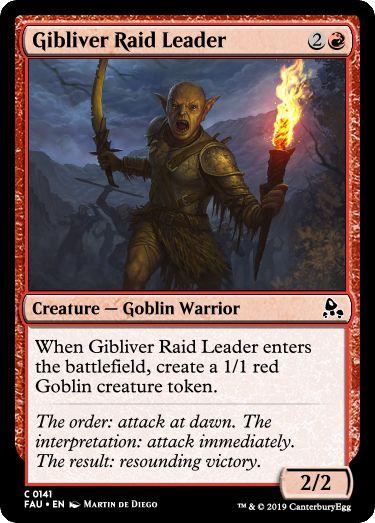 Gibliver Raid Leader 2
Creature — Goblin Warrior
When Gibliver Raid Leader enters
the battlefield, create a 1/1 red
Goblin creature token.
The order: attack at dawn. The
interpretation: attack immediately.
The result: resounding victory.
2/2
C 0141
FAU • EN Martin de Diego
™ & © 2019 CanterburyEgg